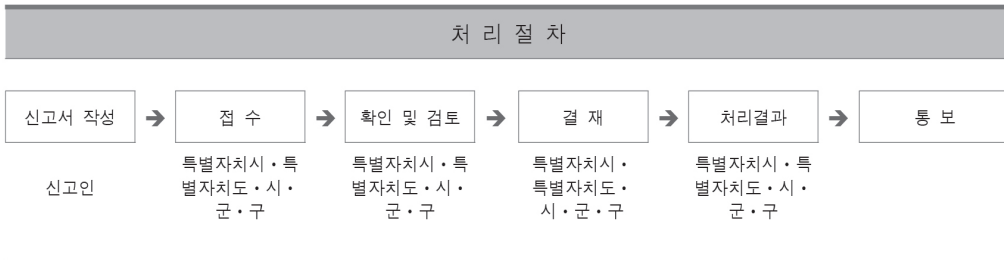 처 리 절 차
신고서 작성 ➔ 접 수 ➔ 확인 및 검토 ➔ 결 재 ➔ 처리결과 ➔ 통 보
신고인
특별자치시・특
별자치도・시・
군・구
특별자치시・특
별자치도・시・
군・구
특별자치시・
특별자치도・
시・군・구
특별자치시・특
별자치도・시・
군・구